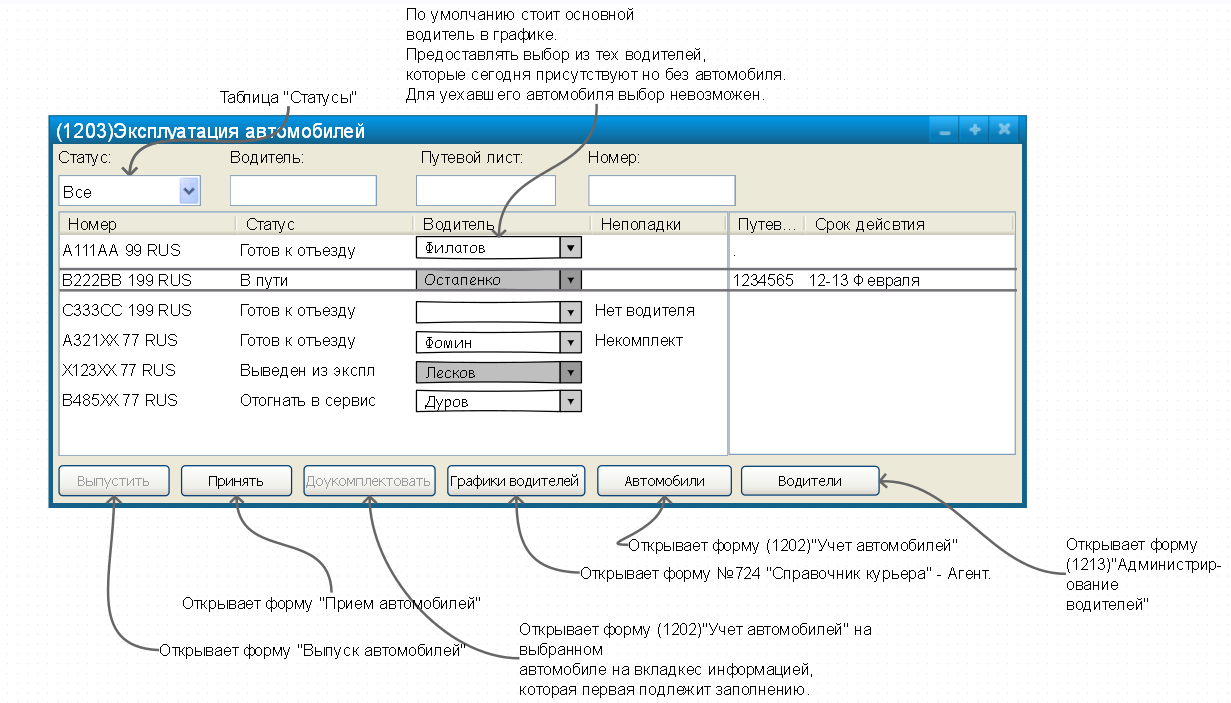 По умолчанию стоит основной
водитель в графике.
Предоставлять выбор из тех водителей,
которые сегодня присутствуют но без автомобиля.
Для уехавшего автомобиля выбор невозможен.
Таблица "Статусы"
(1203)Эксплуатация автомобилей
Статус: Водитель: Путевой лист: Номер:
Все
Номер Статус Водитель Неполадки Путев... Срок дейсвтия
А111АА 99 RUS Готов к отъезду Филатов .
В222ВВ 199 RUS В пути Остапенко 1234565 12-13 Февраля
С333СС 199 RUS Готов к отъезду Нет водителя
А321ХХ 77 RUS Готов к отъезду Фомин Некомплект
Х123ХХ 77 RUS Выведен из экспл Лесков
В485ХХ 77 RUS Отогнать в сервис Дуров
Выпустить Принять Доукомплектовать Графики водителей Автомобили Водители
Открывает форму (1202)"Учет автомобилей"
Открывает форму
(1213)"Администрир-
ование
водителей"
Открывает форму №724 "Справочник курьера" - Агент.
Открывает форму "Прием автомобилей"
Открывает форму "Выпуск автомобилей"
Открывает форму (1202)"Учет автомобилей" на
выбранном
автомобиле на вкладкес информацией,
которая первая подлежит заполнению.